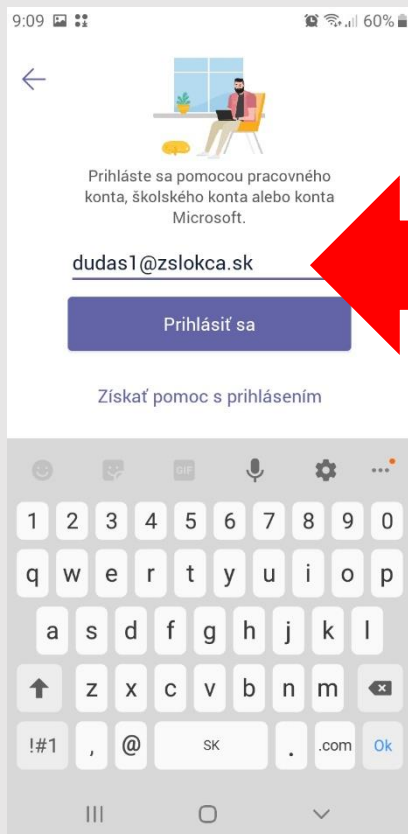 9:09 60%
Prihláste sa pomocou pracovného
konta, školského konta alebo konta
Microsoft.
dudas1@zslokca.sk
Prihlásiť sa
Získať pomoc s prihlásením
GIF
1 2 3 4 5 6 7 8 9 0
q w e r t y u i o p
a s d f g h j k l
z x c v b n m
!#1 , @ SK . .com Ok